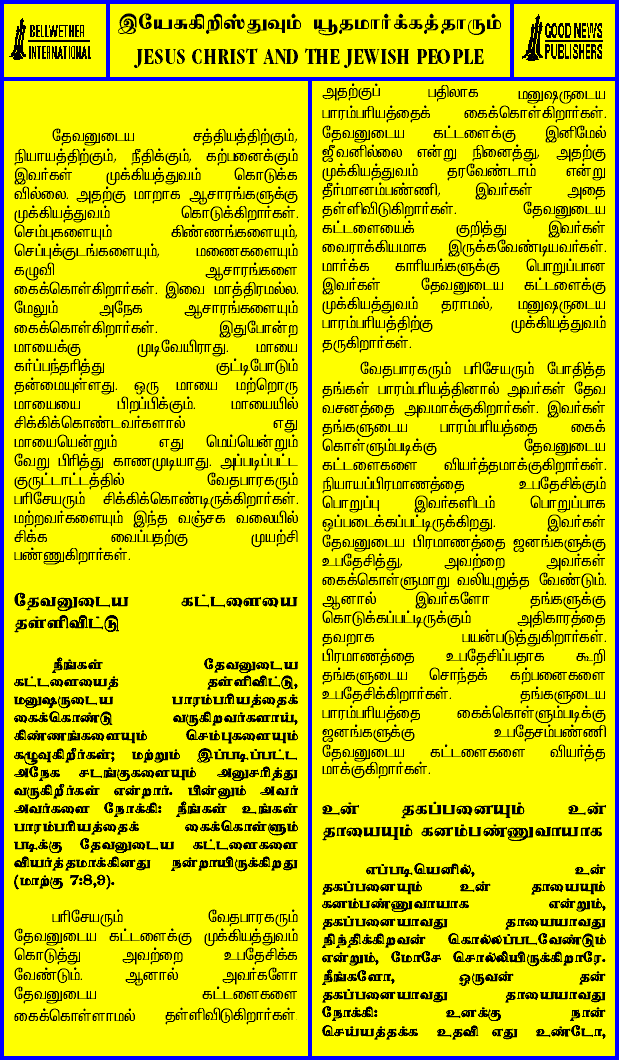 BELLWETHER
INTERNATIONAL
இயேசுகிறிஸ்துவும் யூதமார்க்கத்தாரும்
JESUS CHRIST AND THE JEWISH PEOPLE
GOOD NEWS
PUBLISHERS
தேவனுடைய சத்தியத்திற்கும்,
நியாயத்திற்கும், நீதிக்கும், கற்பனைக்கும்
இவர்கள் முக்கியத்துவம் கொடுக்க
வில்லை. அதற்கு மாறாக ஆசாரங்களுக்கு
முக்கியத்துவம் கொடுக்கிறார்கள்.
செம்புகளையும் கிண்ணங்களையும்,
செப்புக்குடங்களையும், மணைகளையும்
கழுவி ஆசாரங்களை
கைக்கொள்கிறார்கள். இவை மாத்திரமல்ல.
மேலும் அநேக ஆசாரங்களையும்
கைக்கொள்கிறார்கள். இதுபோன்ற
மாயைக்கு முடிவேயிராது. மாயை
கர்ப்பந்தரித்து குட்டிபோடும்
தன்மையுள்ளது. ஒரு மாயை மற்றொரு
மாயையை பிறப்பிக்கும். மாயையில்
சிக்கிக்கொண்டவர்களால் எது
மாயையென்றும் எது மெய்யென்றும்
வேறு பிரித்து காணமுடியாது. அப்படிப்பட்ட
குருட்டாட்டத்தில் வேதபாரகரும்
பரிசேயரும் சிக்கிக்கொண்டிருக்கிறார்கள்.
மற்றவர்களையும் இந்த வஞ்சக வலையில்
சிக்க வைப்பதற்கு முயற்சி
பண்ணுகிறார்கள்.
தேவனுடைய கட்டளையை
தள்ளிவிட்டு
நீங்கள் தேவனுடைய
கட்டளையைத் தள்ளிவிட்டு,
மனுஷருடைய பாரம்பரியத்தைக்
கைக்கொண்டு வருகிறவர்களாய்,
கிண்ணங்களையும் செம்புகளையும்
கழுவுகிறீர்கள்; மற்றும் இப்படிப்பட்ட
அநேக சடங்குகளையும் அனுசரித்து
வருகிறீர்கள் என்றார். பின்னும் அவர்
அவர்களை நோக்கி: நீங்கள் உங்கள்
பாரம்பரியத்தைக் கைக்கொள்ளும்
படிக்கு தேவனுடைய கட்டளைகளை
வியர்த்தமாக்கினது நன்றாயிருக்கிறது
(மாற்கு 7:8,9).
பரிசேயரும் வேதபாரகரும்
தேவனுடைய கட்டளைக்கு முக்கியத்துவம்
கொடுத்து அவற்றை உபதேசிக்க
வேண்டும். ஆனால் அவர்களோ
தேவனுடைய கட்டளைகளை
கைக்கொள்ளாமல் தள்ளிவிடுகிறார்கள்.
அதற்குப் பதிலாக மனுஷருடைய
பாரம்பரியத்தைக் கைக்கொள்கிறார்கள்.
தேவனுடைய கட்டளைக்கு இனிமேல்
ஜீவனில்லை என்று நினைத்து, அதற்கு
முக்கியத்துவம் தரவேண்டாம் என்று
தீர்மானம்பண்ணி, இவர்கள் அதை
தள்ளிவிடுகிறார்கள். தேவனுடைய
கட்டளையைக் குறித்து இவர்கள்
வைராக்கியமாக இருக்கவேண்டியவர்கள்.
மார்க்க காரியங்களுக்கு பொறுப்பான
இவர்கள் தேவனுடைய கட்டளைக்கு
முக்கியத்துவம் தராமல், மனுஷருடைய
பாரம்பரியத்திற்கு முக்கியத்துவம்
தருகிறார்கள்.
வேதபாரகரும் பரிசேயரும் போதித்த
தங்கள் பாரம்பரியத்தினால் அவர்கள் தேவ
வசனத்தை அவமாக்குகிறார்கள். இவர்கள்
தங்களுடைய பாரம்பரியத்தை கைக்
கொள்ளும்படிக்கு தேவனுடைய
கட்டளைகளை வியர்த்தமாக்குகிறார்கள்.
நியாயப்பிரமாணத்தை உபதேசிக்கும்
பொறுப்பு இவர்களிடம் பொறுப்பாக
ஒப்படைக்கப்பட்டிருக்கிறது. இவர்கள்
தேவனுடைய பிரமாணத்தை ஜனங்களுக்கு
உபதேசித்து, அவற்றை அவர்கள்
கைக்கொள்ளுமாறு வலியுறுத்த வேண்டும்.
ஆனால் இவர்களோ தங்களுக்கு
கொடுக்கப்பட்டிருக்கும் அதிகாரத்தை
தவறாக பயன்படுத்துகிறார்கள்.
பிரமாணத்தை உபதேசிப்பதாக கூறி
தங்களுடைய சொந்தக் கற்பனைகளை
உபதேசிக்கிறார்கள். தங்களுடைய
பாரம்பரியத்தை கைக்கொள்ளும்படிக்கு
ஜனங்களுக்கு உபதேசம்பண்ணி
தேவனுடைய கட்டளைகளை வியர்த்த
மாக்குகிறார்கள்.
உன் தகப்பனையும் உன்
தாயையும் கனம்பண்ணுவாயாக
எப்படியெனில், உன்
தகப்பனையும் உன் தாயையும்
கனம்பண்ணுவாயாக என்றும்,
தகப்பனையாவது தாயையாவது
நிந்திக்கிறவன் கொல்லப்படவேண்டும்
என்றும், மோசே சொல்லியிருக்கிறாரே.
நீங்களோ, ஒருவன் தன்
தகப்பனையாவது தாயையாவது
நோக்கி: உனக்கு நான்
செய்யத்தக்க உதவி எது உண்டோ,